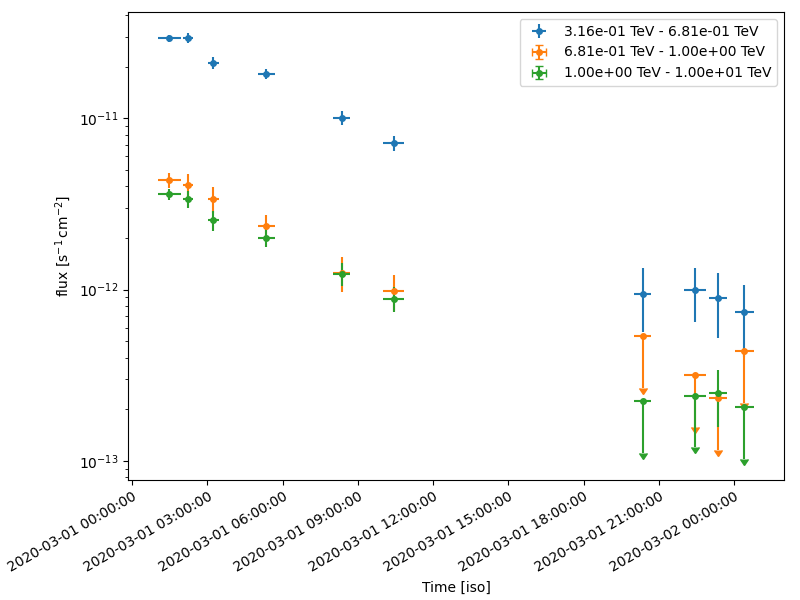 3.16e-01 TeV - 6.81e-01 TeV
6.81e-01 TeV - 1.00e+00 TeV
1.00e+00 TeV - 1.00e+01 TeV
flux [s⁻¹cm⁻²]
10⁻¹¹
10⁻¹²
10⁻¹³
2020-03-01 00:00:00
2020-03-01 03:00:00
2020-03-01 06:00:00
2020-03-01 09:00:00
2020-03-01 12:00:00
2020-03-01 15:00:00
2020-03-01 18:00:00
2020-03-01 21:00:00
2020-03-02 00:00:00
Time [iso]